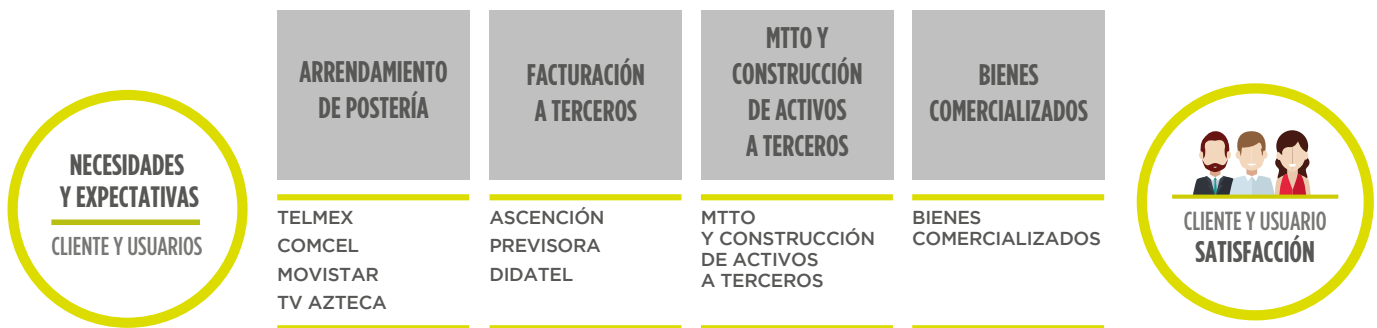 NECESIDADES
Y EXPECTATIVAS
CLIENTE Y USUARIOS
ARRENDAMIENTO
DE POSTERÍA
TELMEX
COMCEL
MOVISTAR
TV AZTECA
FACTURACIÓN
A TERCEROS
ASCENCIÓN
PREVISORA
DIDATEL
MTTO Y
CONSTRUCCIÓN
DE ACTIVOS
A TERCEROS
MTTO
Y CONSTRUCCIÓN
DE ACTIVOS
A TERCEROS
BIENES
COMERCIALIZADOS
BIENES
COMERCIALIZADOS
CLIENTE Y USUARIO
SATISFACCIÓN